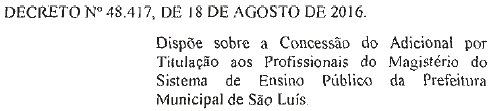 DECRETO Nº 48.417, DE 18 DE AGOSTO DE 2016.
Dispõe sobre a Concessão do Adicional por
Titulação aos Profissionais do Magistério do
Sistema de Ensino Público da Prefeitura
Municipal de São Luís.